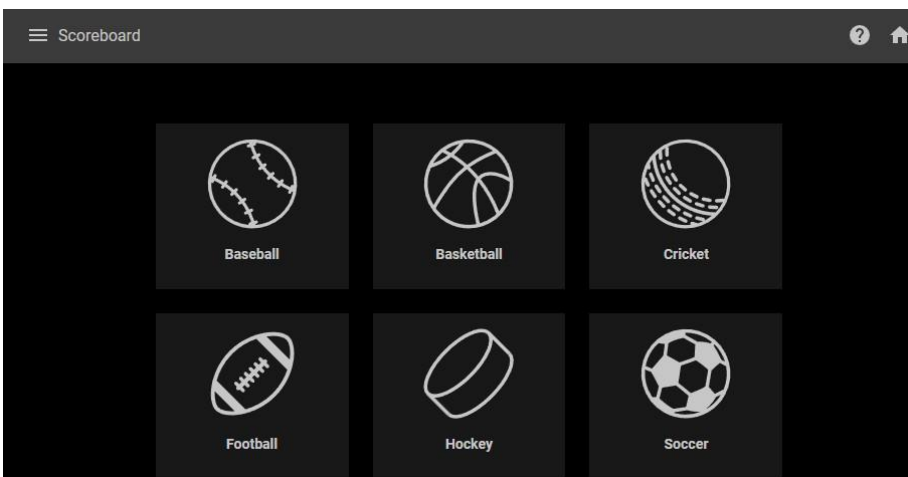 Scoreboard
Baseball
Basketball
Cricket
Football
Hockey
Soccer